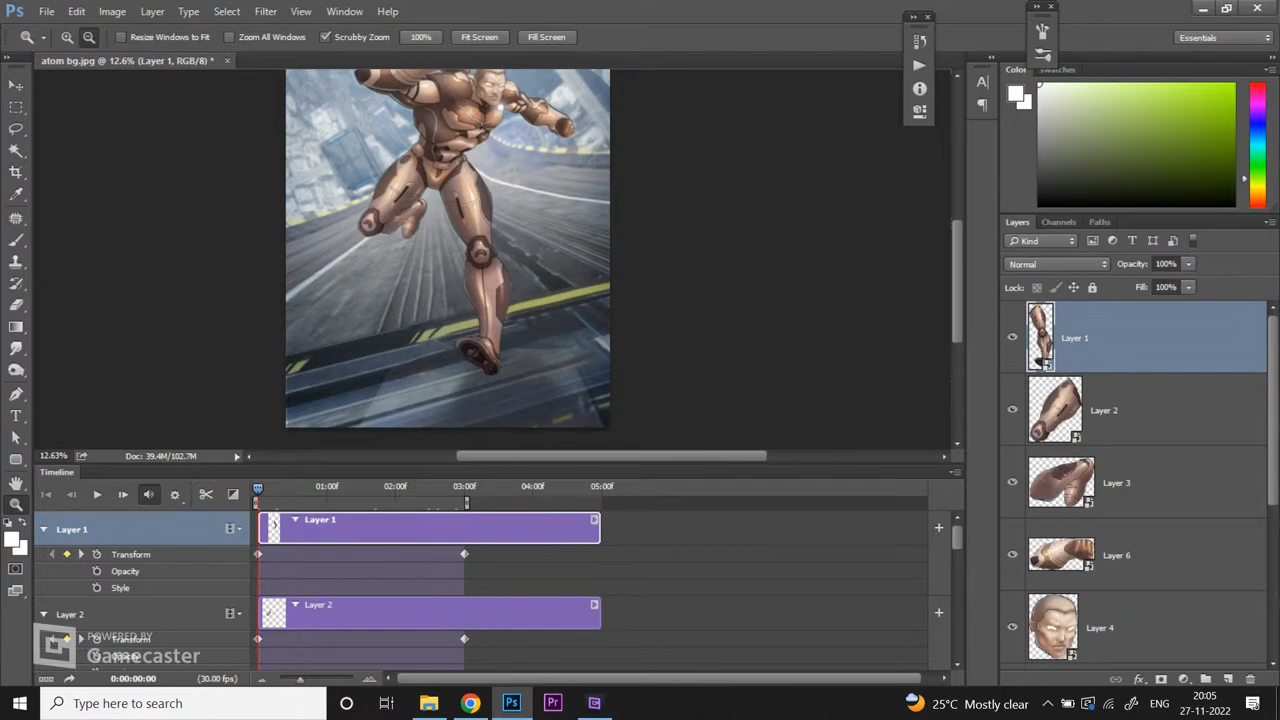 Ps File Edit Image Layer Type Select Filter View Window Help
Resize Windows to Fit Zoom All Windows Scrubby Zoom 100% Fit Screen Fill Screen Essentials
atom bg.jpg @ 12.6% (Layer 1, RGB/8) * ×
Color Swatches
Layers Channels Paths
Kind
Normal Opacity: 100%
Lock: Fill: 100%
Layer 1
Layer 2
Layer 3
Layer 6
Layer 4
12.63% Doc: 39.4M/102.7M
Timeline
01:00f 02:00f 03:00f 04:00f 05:00f
Layer 1 Layer 1
Transform
Opacity
Style
Layer 2 Layer 2
Transform
POWERED BY
Gamecaster
0:00:00:00 (30.00 fps)
Type here to search Ps Pr 25°C Mostly clear 20:05
27-11-2022